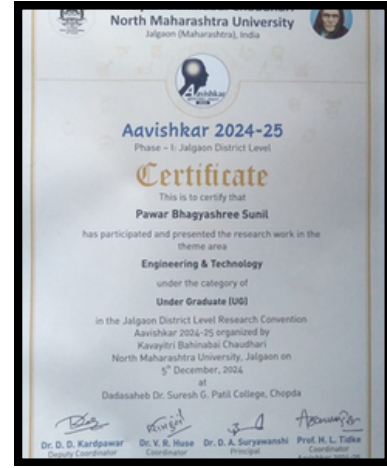 North Maharashtra University
Jalgaon (Maharashtra), India
Aavishkar
Aavishkar 2024-25
Phase – I: Jalgaon District Level
Certificate
This is to certify that
Pawar Bhagyashree Sunil
has participated and presented the research work in the
theme area
Engineering & Technology
under the category of
Under Graduate (UG)
in the Jalgaon District Level Research Convention
Aavishkar 2024-25 organized by
Kavayitri Bahinabai Chaudhari
North Maharashtra University, Jalgaon on
5th December, 2024
at
Dadasaheb Dr. Suresh G. Patil College, Chopda
Dr. D. D. Kardpawar Dr. V. R. Huse Dr. D. A. Suryawanshi Prof. H. L. Tidke
Deputy Coordinator Coordinator Principal Coordinator
Aavishkar 2024-25